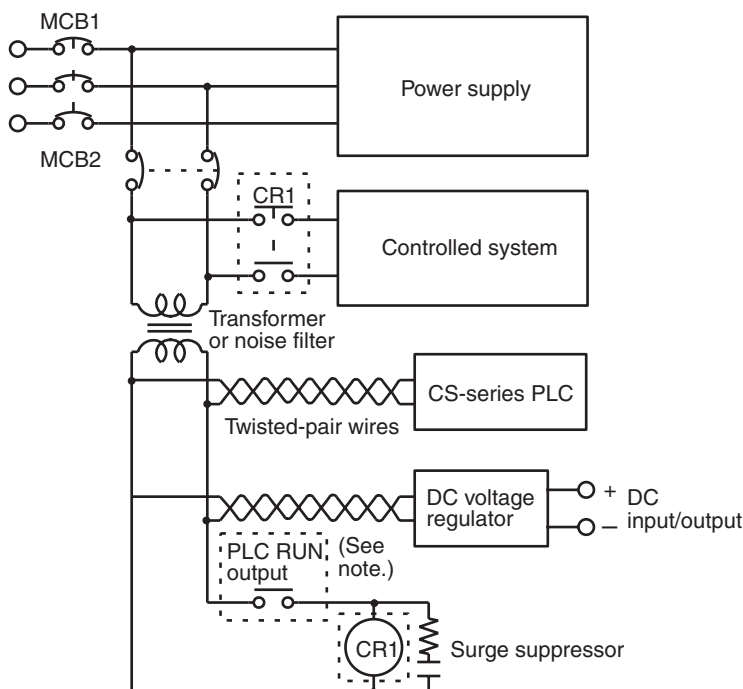 MCB1
Power supply
MCB2
CR1
Controlled system
Transformer
or noise filter
CS-series PLC
Twisted-pair wires
DC voltage
regulator
+
–
DC
input/output
PLC RUN
output
(See
note.)
CR1
Surge suppressor